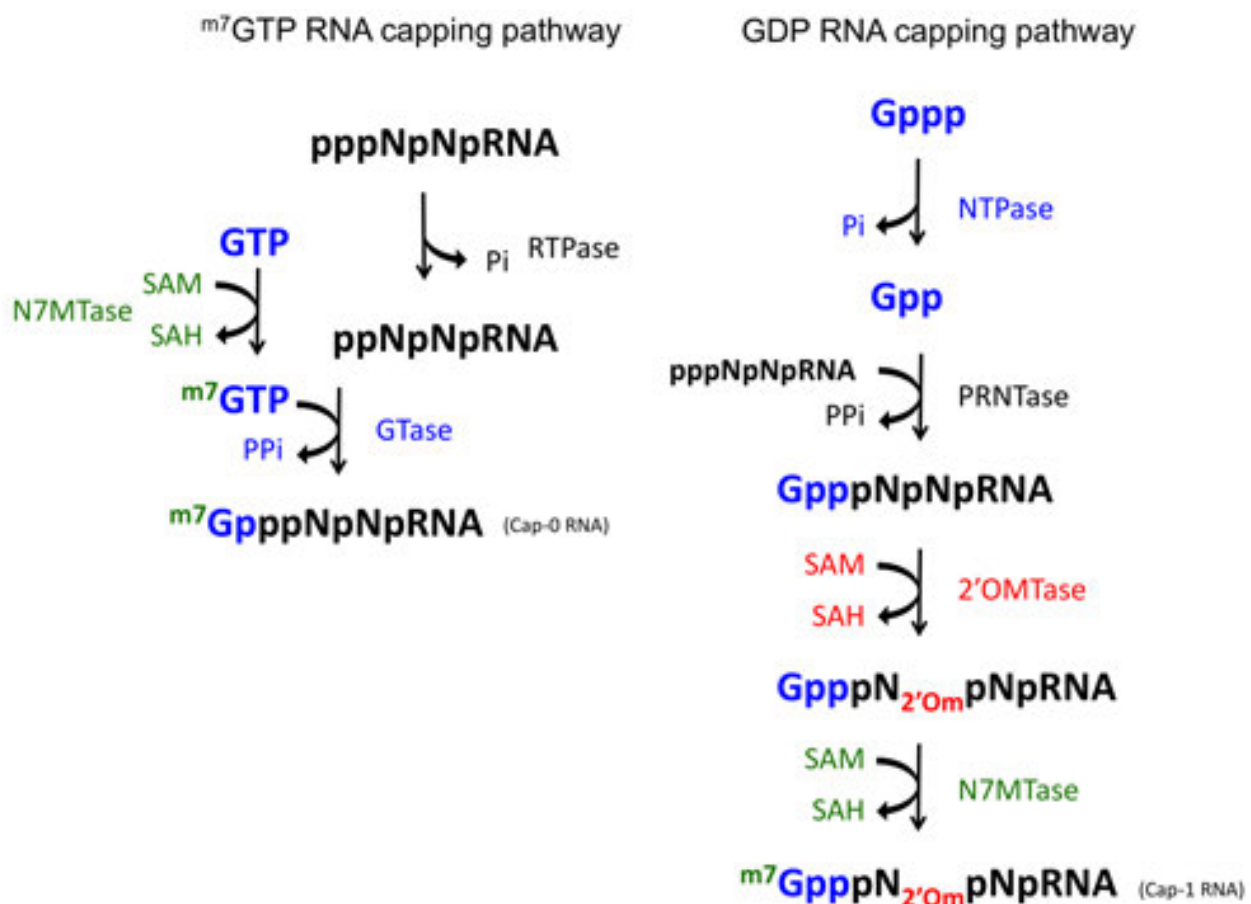 m7GTP RNA capping pathway
pppNpNpRNA
Pi RTPase
GTP
SAM
N7MTase
SAH
ppNpNpRNA
m7GTP
GTase
PPi
m7GpppNpNpRNA (Cap-0 RNA)
GDP RNA capping pathway
Gppp
NTPase
Pi
Gpp
pppNpNpRNA
PRNTase
PPi
GpppNpNpRNA
SAM
2'OMTase
SAH
GpppN2'OmpNpRNA
SAM
N7MTase
SAH
m7GpppN2'OmpNpRNA (Cap-1 RNA)